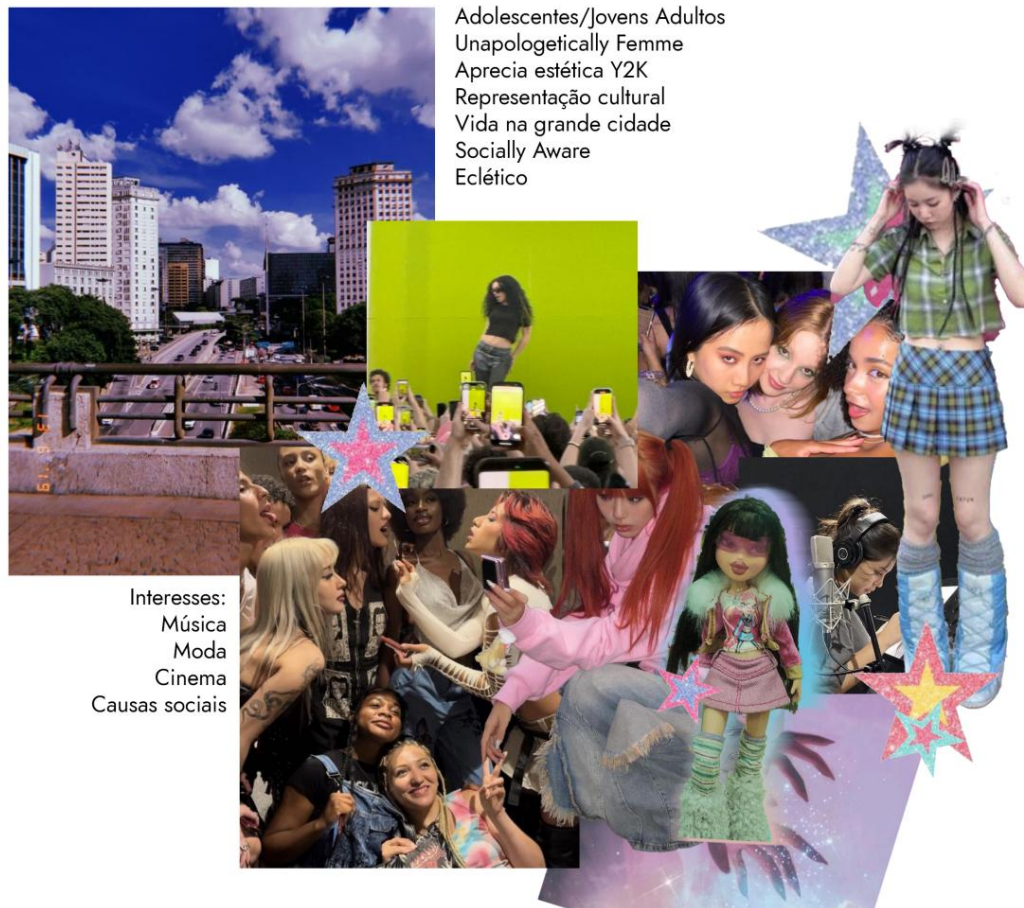 Adolescentes/Jovens Adultos
Unapologetically Femme
Aprecia estética Y2K
Representação cultural
Vida na grande cidade
Socially Aware
Eclético
Interesses:
Música
Moda
Cinema
Causas sociais